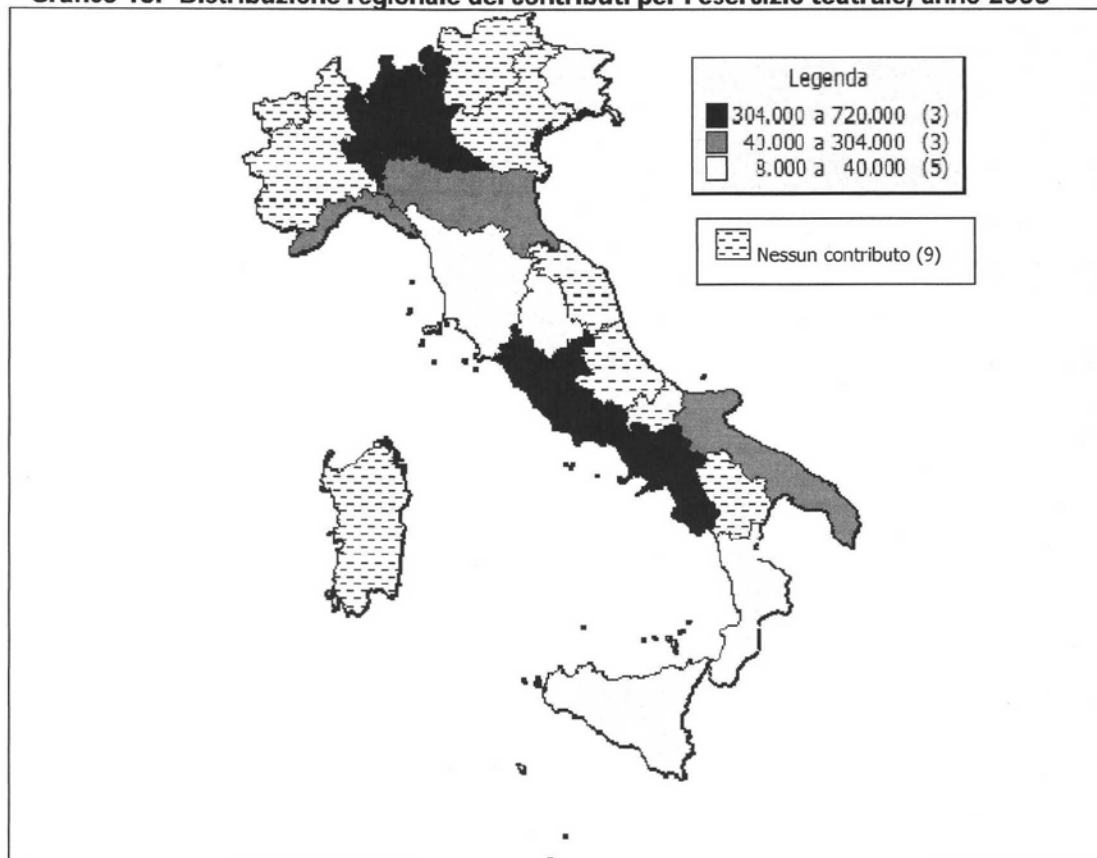 Grafico Distribuzione regionale dei contributi per l'esercizio teatrale, anno
Legenda
304.000 a 720.000 (3)
40.000 a 304.000 (3)
8.000 a 40.000 (5)
Nessun contributo (9)